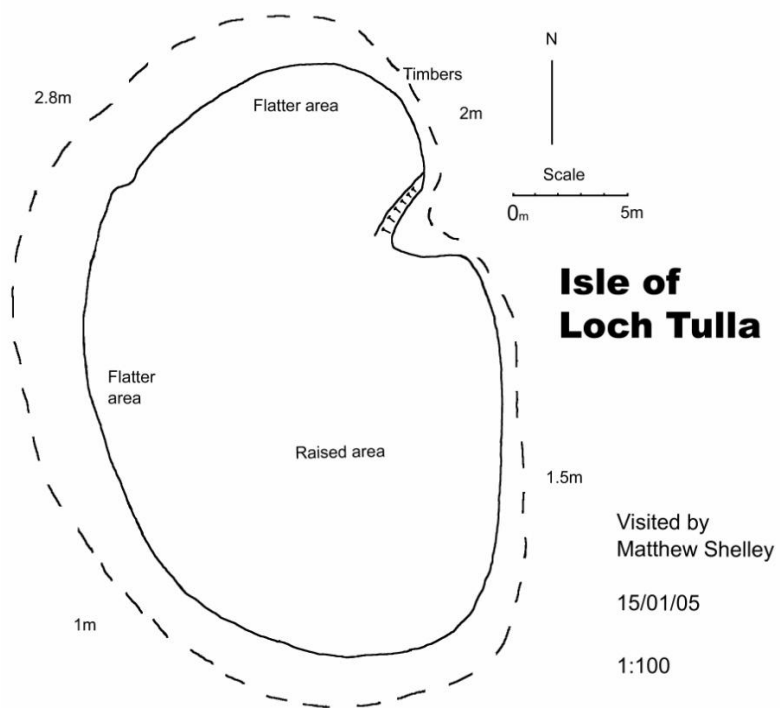 N
Timbers
2.8m
Flatter area
2m
Scale
0m
5m
Isle of
Loch Tulla
Flatter
area
Raised area
1.5m
Visited by
Matthew Shelley
1m
15/01/05
1:100